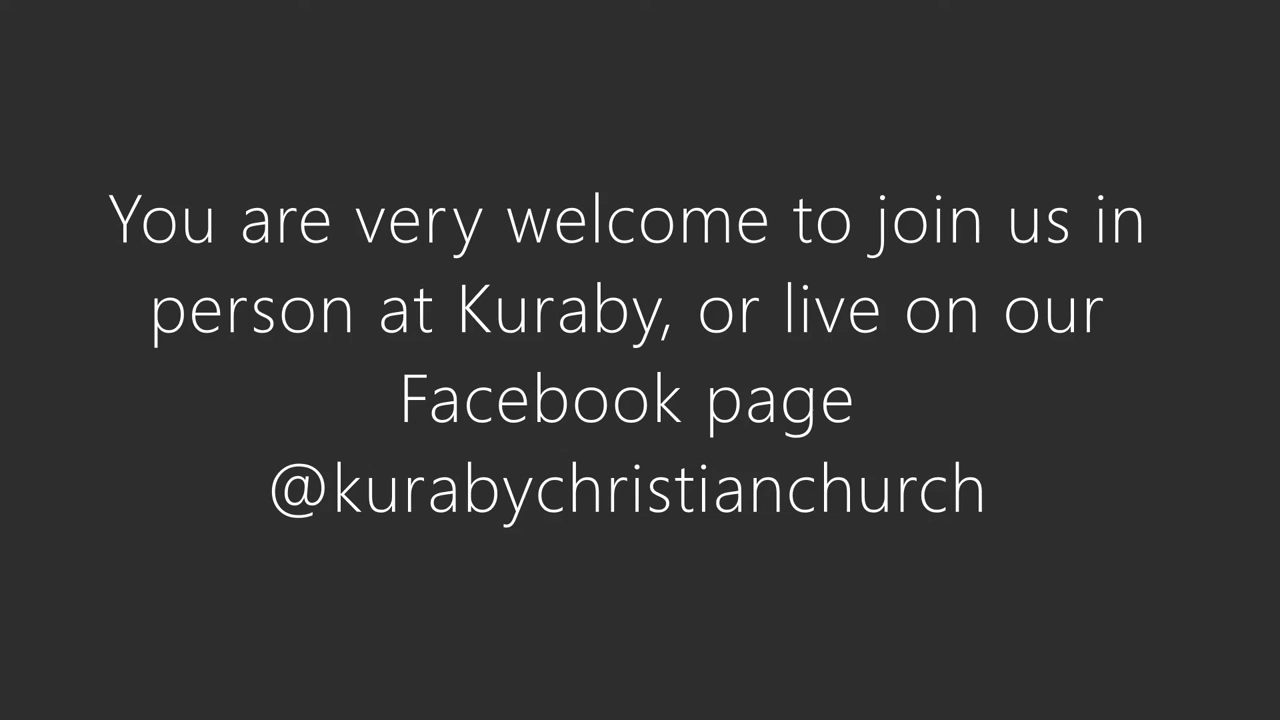 You are very welcome to join us in
person at Kuraby, or live on our
Facebook page
@kurabychristianchurch